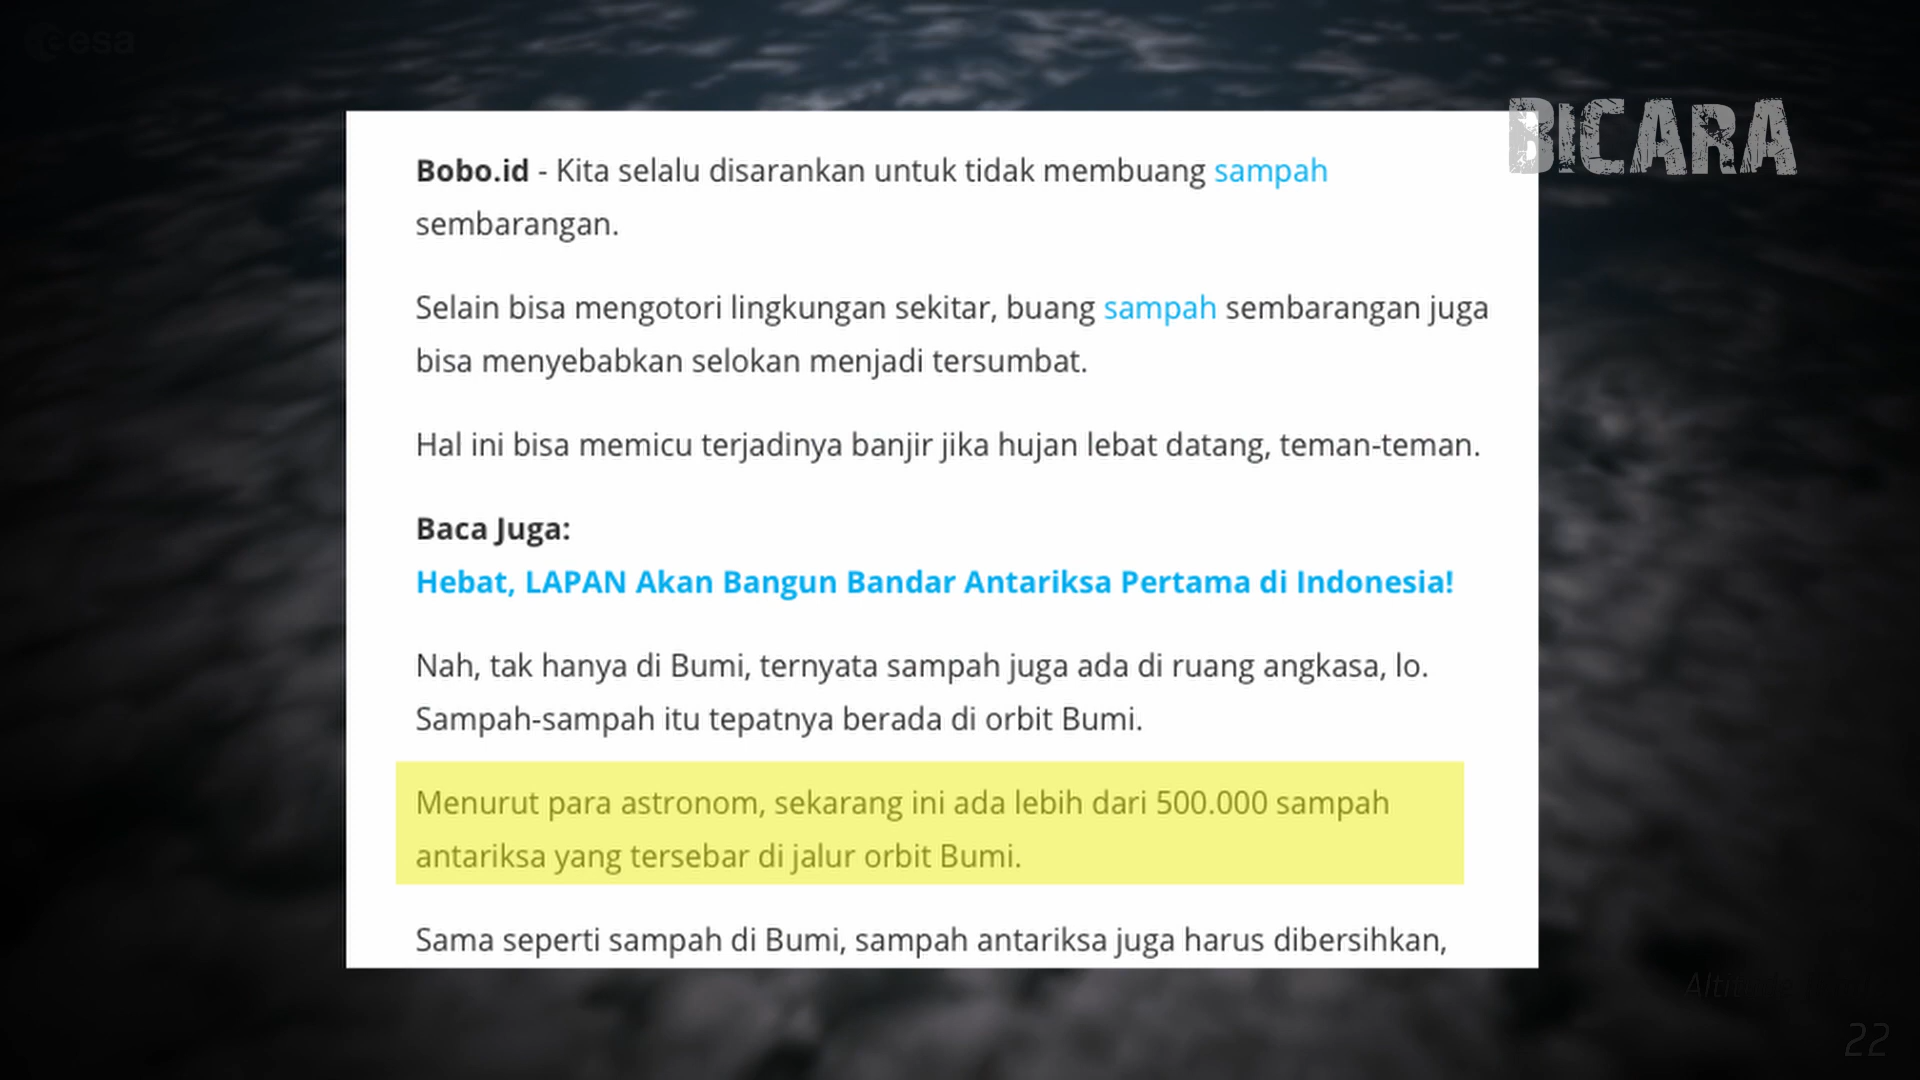 esa
BICARA
Bobo.id - Kita selalu disarankan untuk tidak membuang sampah
sembarangan.
Selain bisa mengotori lingkungan sekitar, buang sampah sembarangan juga
bisa menyebabkan selokan menjadi tersumbat.
Hal ini bisa memicu terjadinya banjir jika hujan lebat datang, teman-teman.
Baca Juga:
Hebat, LAPAN Akan Bangun Bandar Antariksa Pertama di Indonesia!
Nah, tak hanya di Bumi, ternyata sampah juga ada di ruang angkasa, lo.
Sampah-sampah itu tepatnya berada di orbit Bumi.
Menurut para astronom, sekarang ini ada lebih dari 500.000 sampah
antariksa yang tersebar di jalur orbit Bumi.
Sama seperti sampah di Bumi, sampah antariksa juga harus dibersihkan,
22